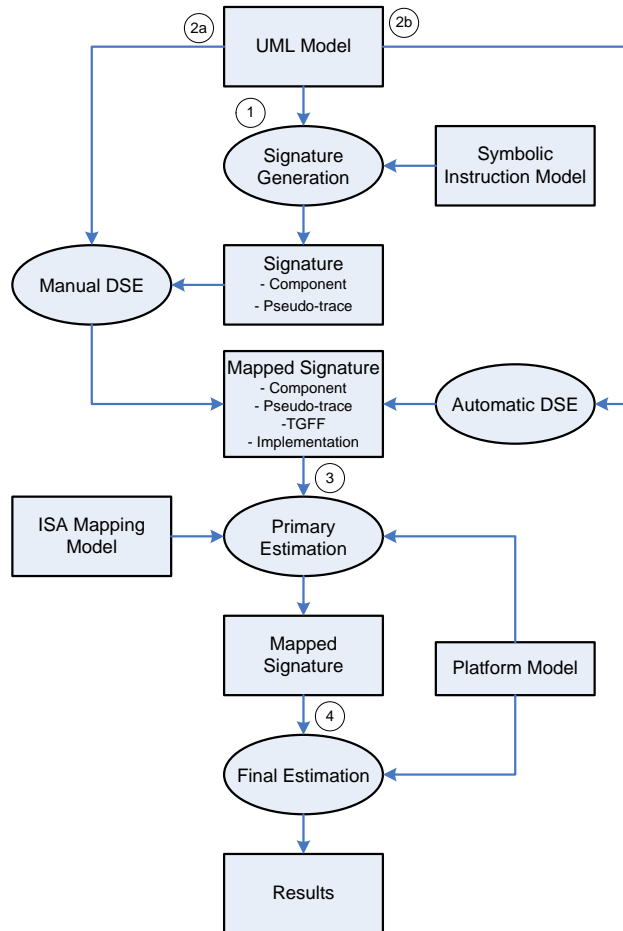 2a
2b
UML Model
1
Signature
Generation
Symbolic
Instruction Model
Manual DSE
Signature
- Component
- Pseudo-trace
Mapped Signature
- Component
- Pseudo-trace
-TGFF
- Implementation
Automatic DSE
3
ISA Mapping
Model
Primary
Estimation
Mapped
Signature
Platform Model
4
Final Estimation
Results